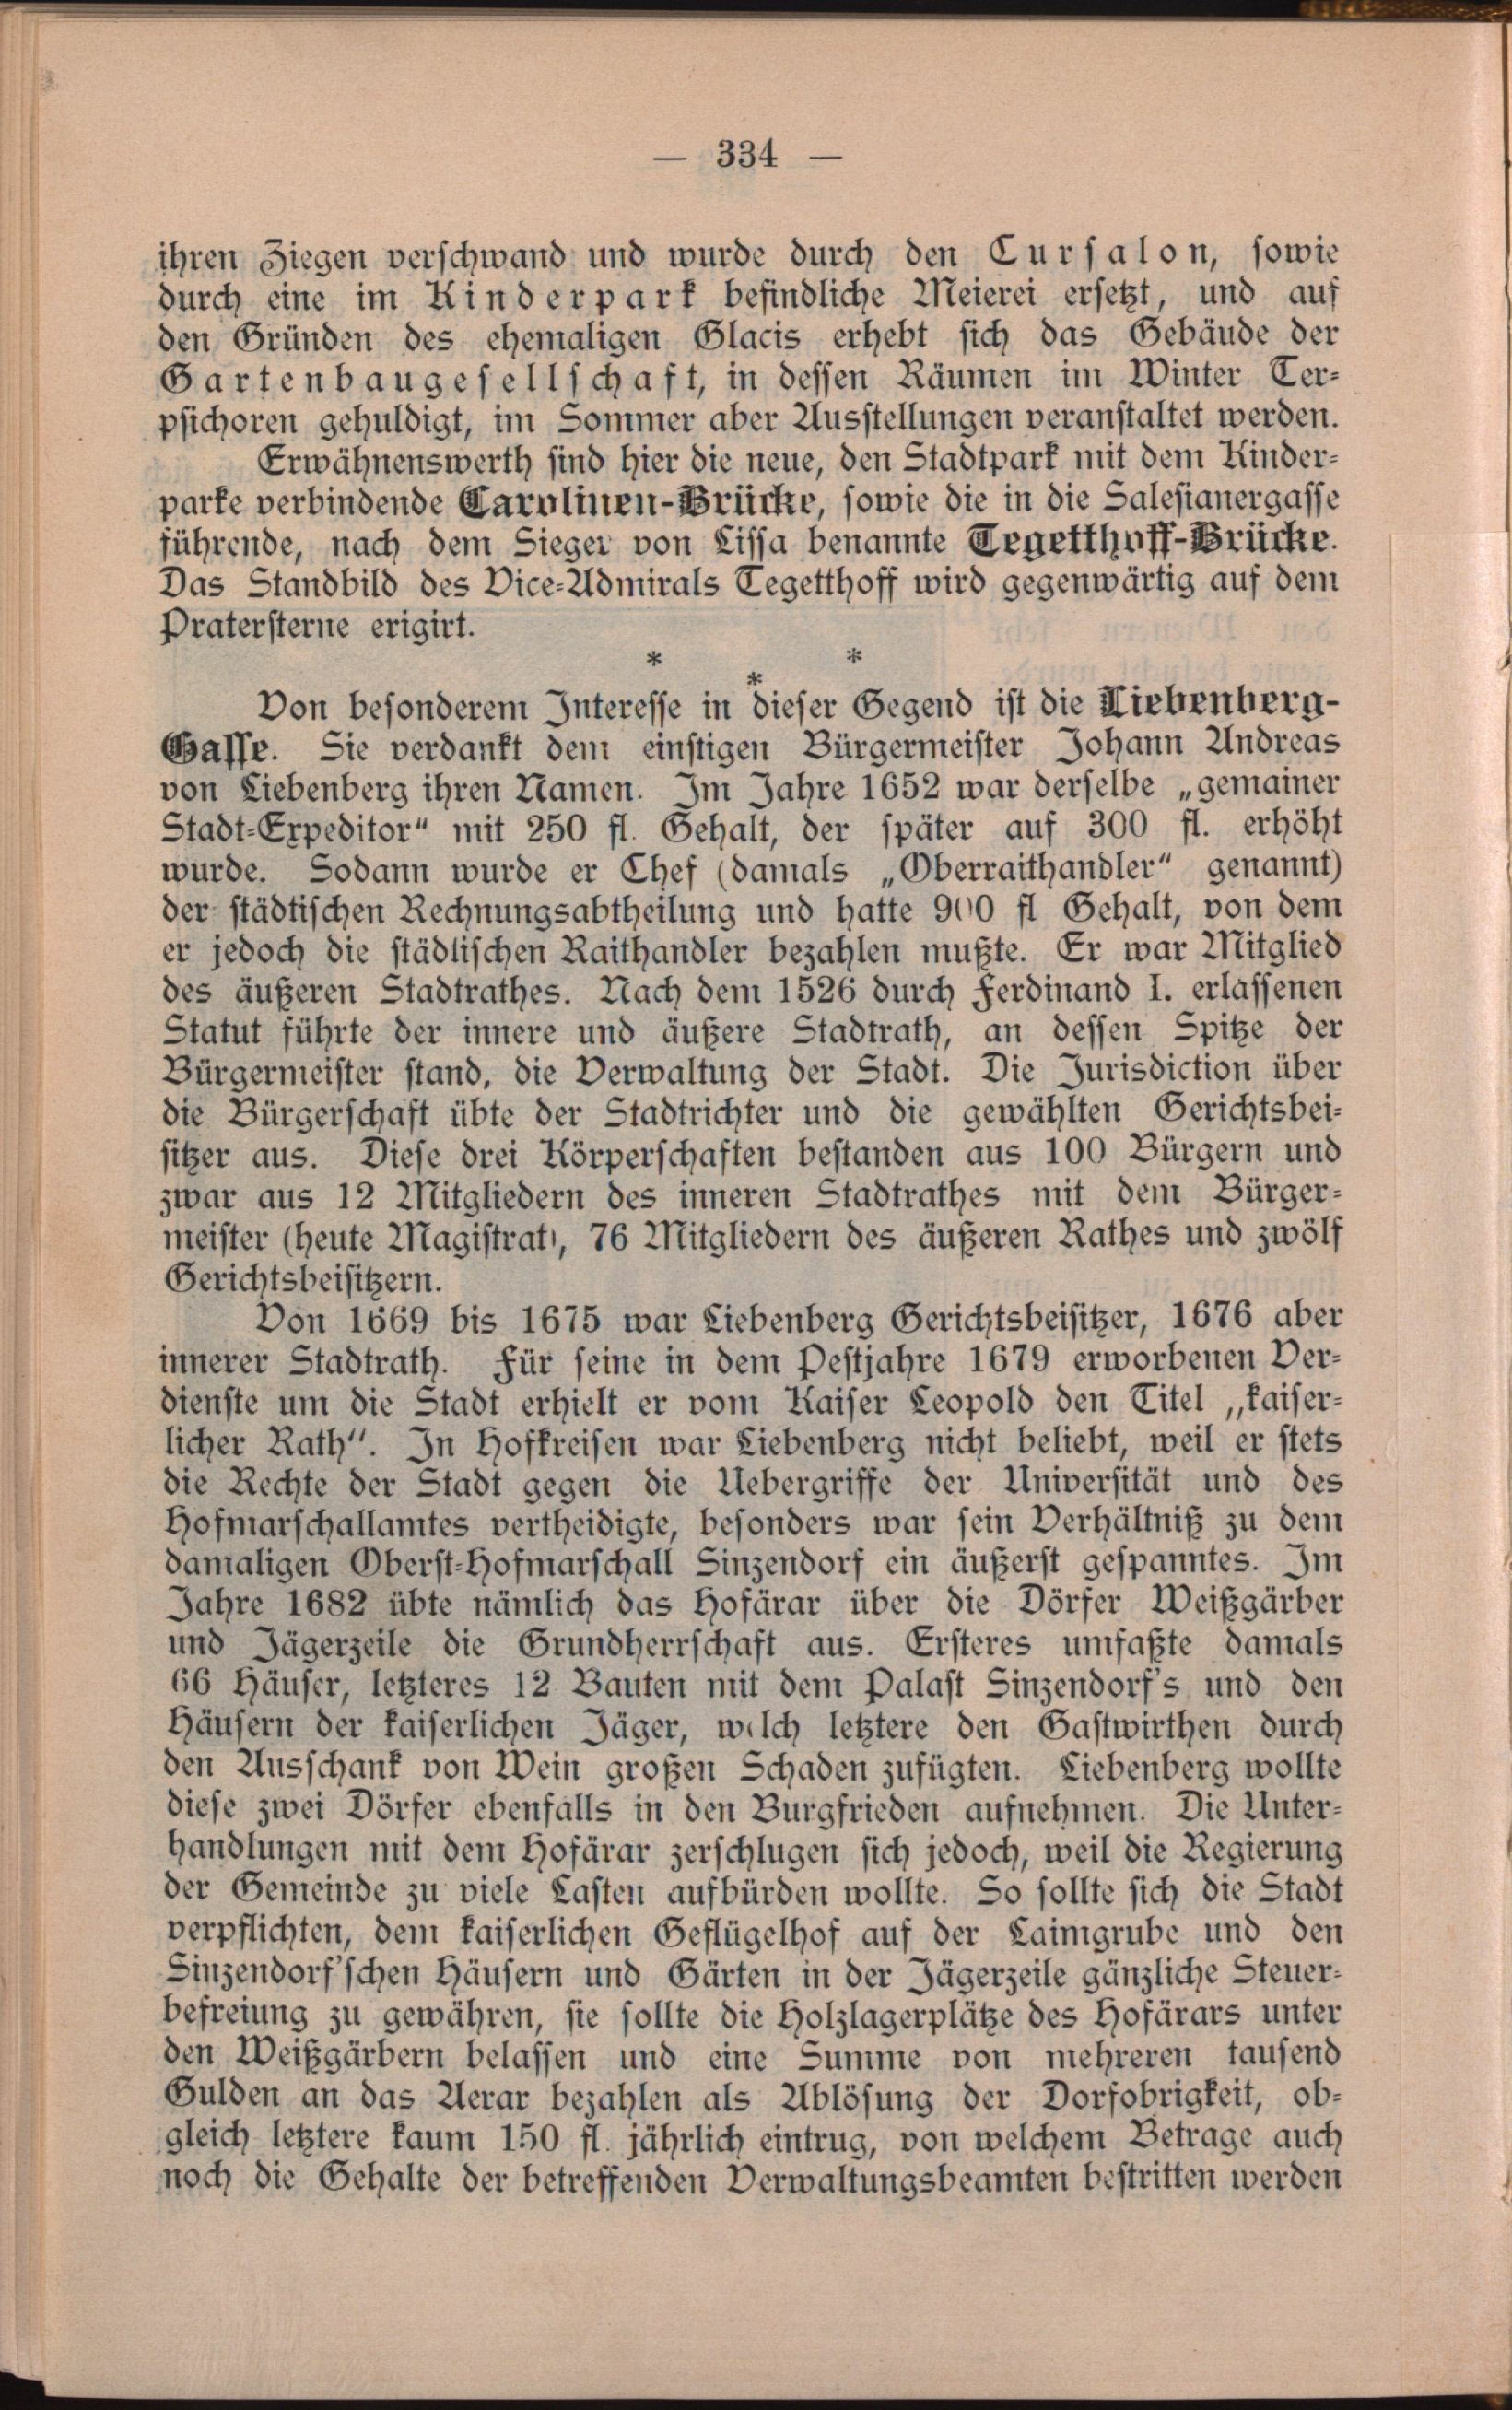 — 334 —
ihren Ziegen verschwand und wurde durch den Cursalon, sowie
durch eine im Kinderpark befindliche Meierei ersetzt, und auf
den Gründen des ehemaligen Glacis erhebt sich das Gebäude der
Gartenbaugesellschaft, in dessen Räumen im Winter Ter-
psichoren gehuldigt, im Sommer aber Ausstellungen veranstaltet werden.
Erwähnenswerth sind hier die neue, den Stadtpark mit dem Kinder-
parke verbindende Carolinen-Brücke, sowie die in die Salesianergasse
führende, nach dem Sieger von Lissa benannte Tegetthoff-Brücke.
Das Standbild des Vice-Admirals Tegetthoff wird gegenwärtig auf dem
Pratersterne erigirt.
* * *
Von besonderem Interesse in dieser Gegend ist die Liebenberg-
Gasse. Sie verdankt dem einstigen Bürgermeister Johann Andreas
von Liebenberg ihren Namen. Im Jahre 1652 war derselbe „gemainer
Stadt-Expeditor“ mit 250 fl. Gehalt, der später auf 300 fl. erhöht
wurde. Sodann wurde er Chef (damals „Oberraithandler“ genannt)
der städtischen Rechnungsabtheilung und hatte 900 fl Gehalt, von dem
er jedoch die städtischen Raithandler bezahlen mußte. Er war Mitglied
des äußeren Stadtrathes. Nach dem 1526 durch Ferdinand I. erlassenen
Statut führte der innere und äußere Stadtrath, an dessen Spitze der
Bürgermeister stand, die Verwaltung der Stadt. Die Jurisdiction über
die Bürgerschaft übte der Stadtrichter und die gewählten Gerichtsbei-
sitzer aus. Diese drei Körperschaften bestanden aus 100 Bürgern und
zwar aus 12 Mitgliedern des inneren Stadtrathes mit dem Bürger-
meister (heute Magistrat), 76 Mitgliedern des äußeren Rathes und zwölf
Gerichtsbeisitzern.
Von 1669 bis 1675 war Liebenberg Gerichtsbeisitzer, 1676 aber
innerer Stadtrath. Für seine in dem Pestjahre 1679 erworbenen Ver-
dienste um die Stadt erhielt er vom Kaiser Leopold den Titel ,,kaiser-
licher Rath“. In Hofkreisen war Liebenberg nicht beliebt, weil er stets
die Rechte der Stadt gegen die Uebergriffe der Universität und des
Hofmarschallamtes vertheidigte, besonders war sein Verhältniß zu dem
damaligen Oberst-Hofmarschall Sinzendorf ein äußerst gespanntes. Im
Jahre 1682 übte nämlich das Hofärar über die Dörfer Weißgärber
und Jägerzeile die Grundherrschaft aus. Ersteres umfaßte damals
66 Häuser, letzteres 12 Bauten mit dem Palast Sinzendorf's und den
Häusern der kaiserlichen Jäger, welch letztere den Gastwirthen durch
den Ausschank von Wein großen Schaden zufügten. Liebenberg wollte
diese zwei Dörfer ebenfalls in den Burgfrieden aufnehmen. Die Unter-
handlungen mit dem Hofärar zerschlugen sich jedoch, weil die Regierung
der Gemeinde zu viele Lasten aufbürden wollte. So sollte sich die Stadt
verpflichten, dem kaiserlichen Geflügelhof auf der Laimgrube und den
Sinzendorf'schen Häusern und Gärten in der Jägerzeile gänzliche Steuer-
befreiung zu gewähren, sie sollte die Holzlagerplätze des Hofärars unter
den Weißgärbern belassen und eine Summe von mehreren tausend
Gulden an das Aerar bezahlen als Ablösung der Dorfobrigkeit, ob-
gleich letztere kaum 150 fl. jährlich eintrug, von welchem Betrage auch
noch die Gehalte der betreffenden Verwaltungsbeamten bestritten werden